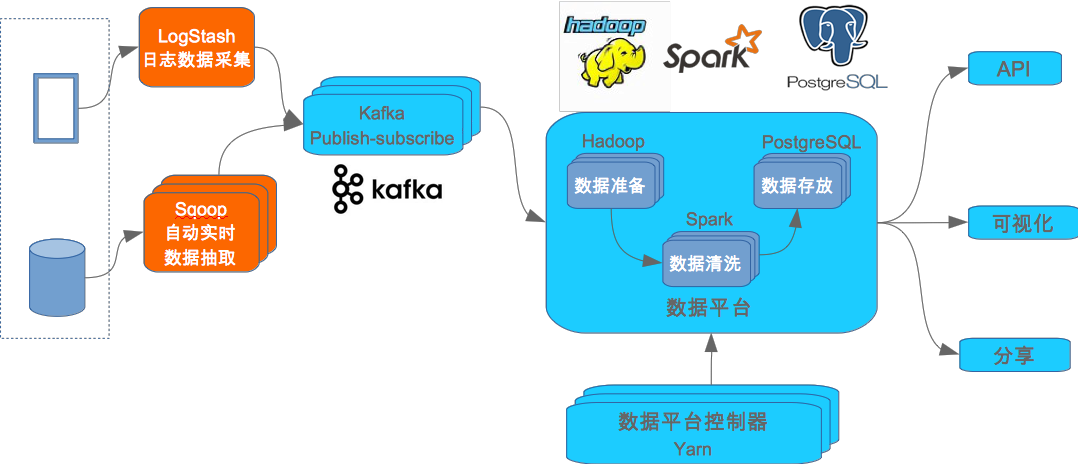 LogStash
日志数据采集
Sqoop
自动实时
数据抽取
Kafka
Publish-subscribe
kafka
hadoop
Spark
PostgreSQL
Hadoop
数据准备
Spark
数据清洗
PostgreSQL
数据存放
数据平台
数据平台控制器
Yarn
API
可视化
分享